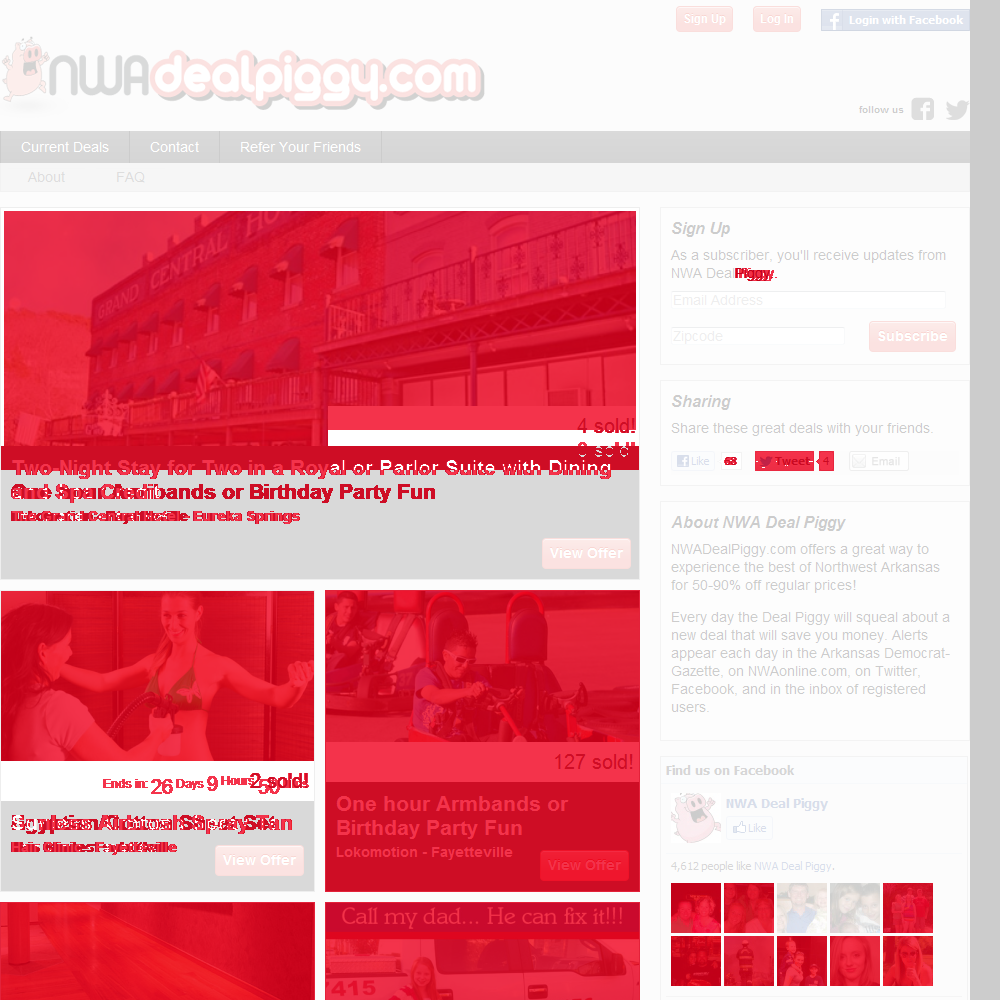 Sign Up
Log In
Login with Facebook
NWAdealpiggy.com
follow us
Current Deals
Contact
Refer Your Friends
About
FAQ
GRAND CENTRAL HO
4 sold!
Two-Night Stay for Two in a Royal or Parlor Suite with Dining
Armbands or Birthday Party Fun
Eureka Springs
View Offer
Sign Up
As a subscriber, you'll receive updates from
NWA Deal Piggy.
Email Address
Zipcode
Subscribe
Sharing
Share these great deals with your friends.
Like
Tweet
4
Email
About NWA Deal Piggy
NWADealPiggy.com offers a great way to
experience the best of Northwest Arkansas
for 50-90% off regular prices!
Every day the Deal Piggy will squeal about a
new deal that will save you money. Alerts
appear each day in the Arkansas Democrat-
Gazette, on NWAonline.com, on Twitter,
Facebook, and in the inbox of registered
users.
Ends in: 26 Days 9 Hours
2 sold!
View Offer
127 sold!
One hour Armbands or
Birthday Party Fun
Lokomotion - Fayetteville
View Offer
Call my dad... He can fix it!!!
7415
Find us on Facebook
NWA Deal Piggy
Like
4,612 people like NWA Deal Piggy.